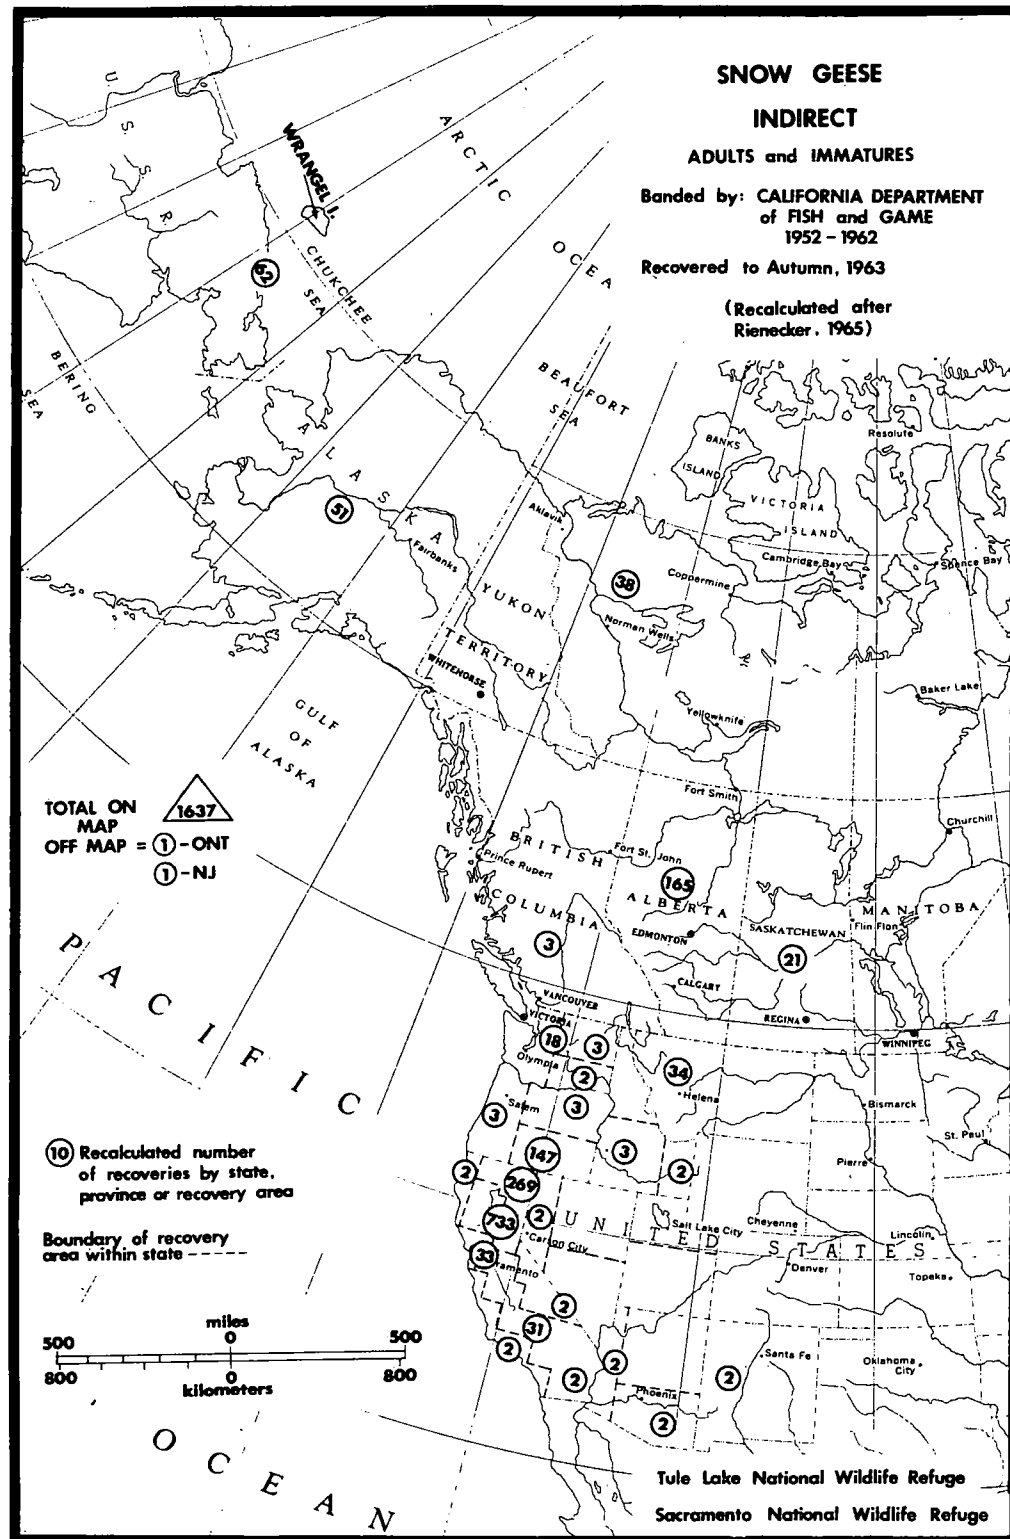 SNOW GEESE
INDIRECT
ADULTS and IMMATURES
Banded by: CALIFORNIA DEPARTMENT
of FISH and GAME
1952 – 1962
Recovered to Autumn, 1963
(Recalculated after
Rienecker. 1965)
U. S. S. R.
WRANGEL I.
ARCTIC
OCEA
62
CHUKCHEE
SEA
BERING
SEA
BEAUFORT
SEA
ALASKA
51
Fairbanks
Aklavik
BANKS
ISLAND
Resolute
VICTORIA
ISLAND
Cambridge Bay
Spence Bay
Coppermine
38
Norman Wells
YUKON
TERRITORY
WHITEHORSE
Baker Lake
Yellowknife
GULF
OF
ALASKA
Fort Smith
Churchill
TOTAL ON
MAP
1637
OFF MAP = 1 - ONT
1 - NJ
BRITISH
COLUMBIA
Prince Rupert
Fort St. John
165
ALBERTA
EDMONTON
SASKATCHEWAN
MANITOBA
Flin Flon
3
21
CALGART
VANCOUVER
VICTORIA
REGINA
WINNIPEG
PACIFIC
18
3
Olympia
2
34
Helena
Bismarck
3
Salem
3
St. Paul
147
3
2
Pierre
2
269
733
2
UNITED STATES
Carson City
Salt Lake City
Cheyenne
Lincoln
33
amento
Denver
Topeka
2
31
2
2
2
Santa Fe
Oklahoma
City
2
Phoenix
2
10 Recalculated number
of recoveries by state,
province or recovery area
Boundary of recovery
area within state ------
miles
500 0 500
800 0 800
kilometers
OCEAN
Tule Lake National Wildlife Refuge
Sacramento National Wildlife Refuge